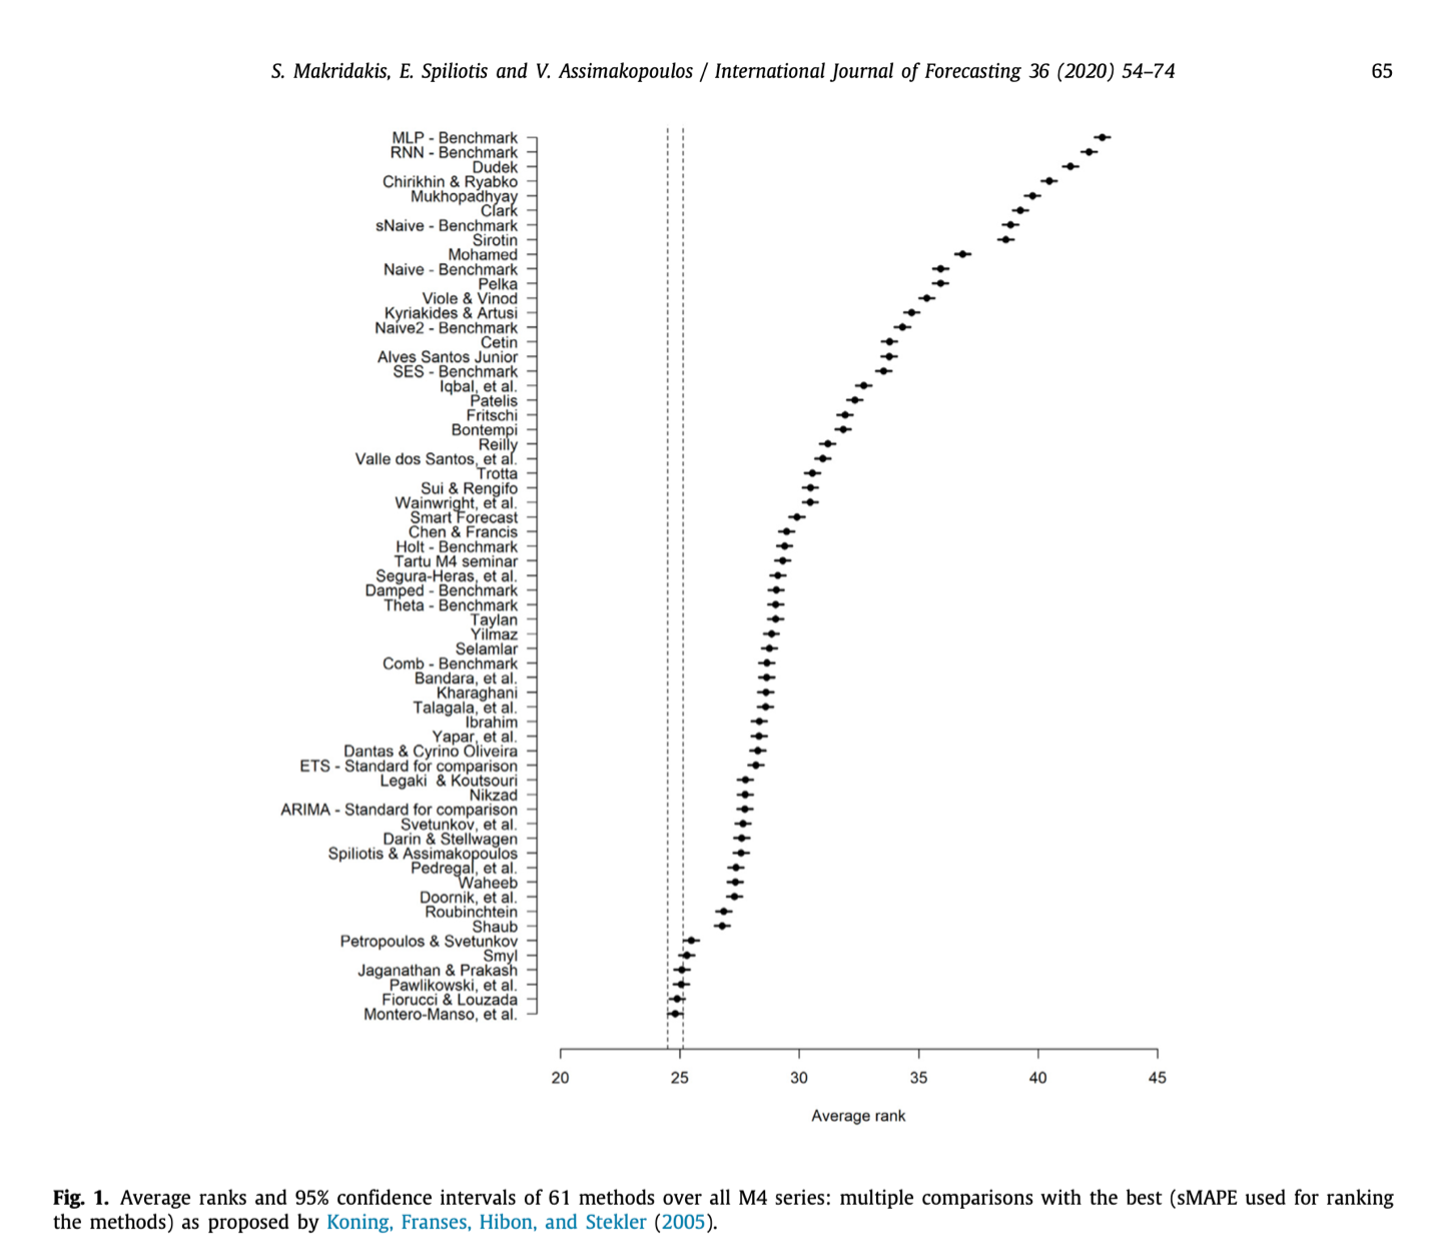 S. Makridakis, E. Spiliotis and V. Assimakopoulos / International Journal of Forecasting 36 (2020) 54–74
65
MLP - Benchmark
RNN - Benchmark
Dudek
Chirikhin & Ryabko
Mukhopadhyay
Clark
sNaive - Benchmark
Sirotin
Mohamed
Naive - Benchmark
Pelka
Viole & Vinod
Kyriakides & Artusi
Naive2 - Benchmark
Cetin
Alves Santos Junior
SES - Benchmark
Iqbal, et al.
Patelis
Fritschi
Bontempi
Reilly
Valle dos Santos, et al.
Trotta
Sui & Rengifo
Wainwright, et al.
Smart Forecast
Chen & Francis
Holt - Benchmark
Tartu M4 seminar
Segura-Heras, et al.
Damped - Benchmark
Theta - Benchmark
Taylan
Yilmaz
Selamlar
Comb - Benchmark
Bandara, et al.
Kharaghani
Talagala, et al.
Ibrahim
Yapar, et al.
Dantas & Cyrino Oliveira
ETS - Standard for comparison
Legaki & Koutsouri
Nikzad
ARIMA - Standard for comparison
Svetunkov, et al.
Darin & Stellwagen
Spiliotis & Assimakopoulos
Pedregal, et al.
Waheeb
Doornik, et al.
Roubinchtein
Shaub
Petropoulos & Svetunkov
Smyl
Jaganathan & Prakash
Pawlikowski, et al.
Fiorucci & Louzada
Montero-Manso, et al.
20 25 30 35 40 45
Average rank
Fig. 1. Average ranks and 95% confidence intervals of 61 methods over all M4 series: multiple comparisons with the best (sMAPE used for ranking
the methods) as proposed by Koning, Franses, Hibon, and Stekler (2005).